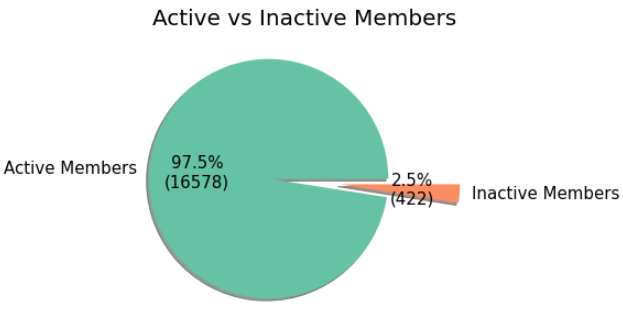 Active vs Inactive Members
Active Members
97.5%
(16578)
2.5%
(422)
Inactive Members